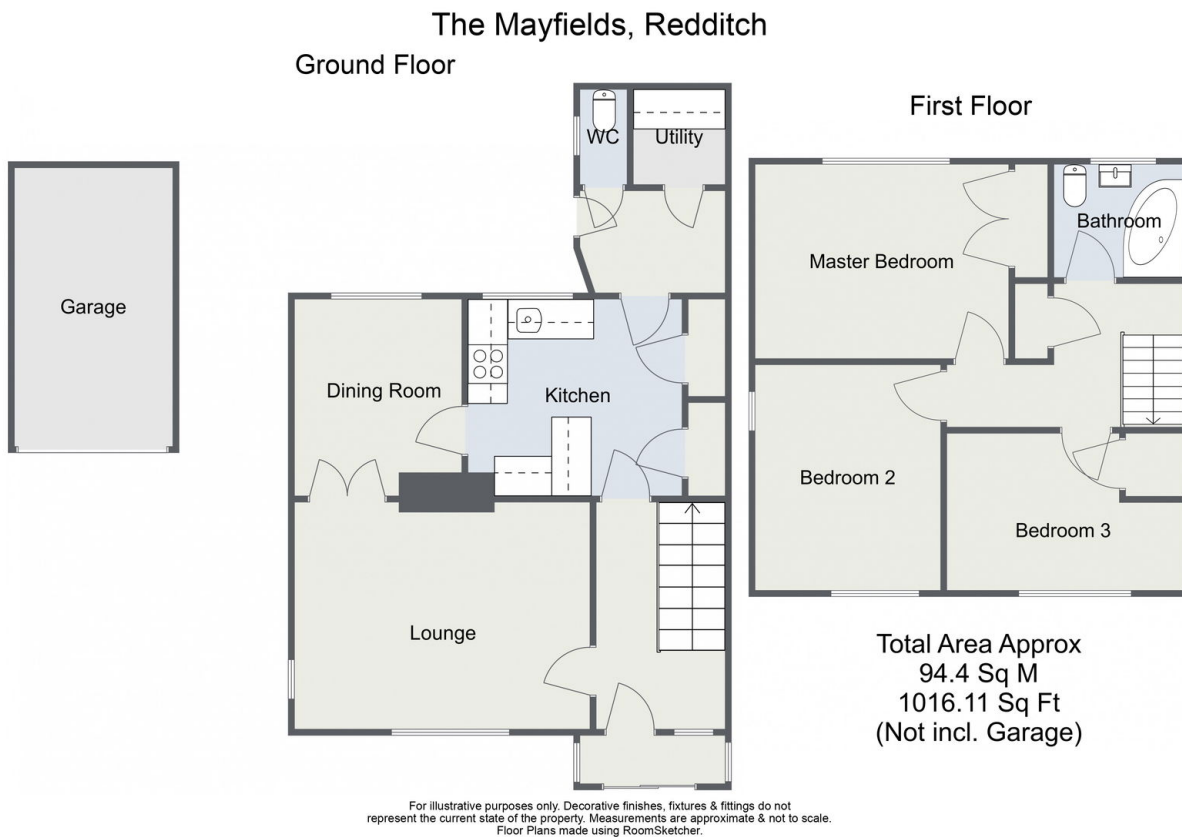 The Mayfields, Redditch
Ground Floor
First Floor
WC
Utility
Garage
Dining Room
Kitchen
Lounge
Master Bedroom
Bathroom
Bedroom 2
Bedroom 3
Total Area Approx
94.4 Sq M
1016.11 Sq Ft
(Not incl. Garage)
For illustrative purposes only. Decorative finishes, fixtures & fittings do not
represent the current state of the property. Measurements are approximate & not to scale.
Floor Plans made using RoomSketcher.